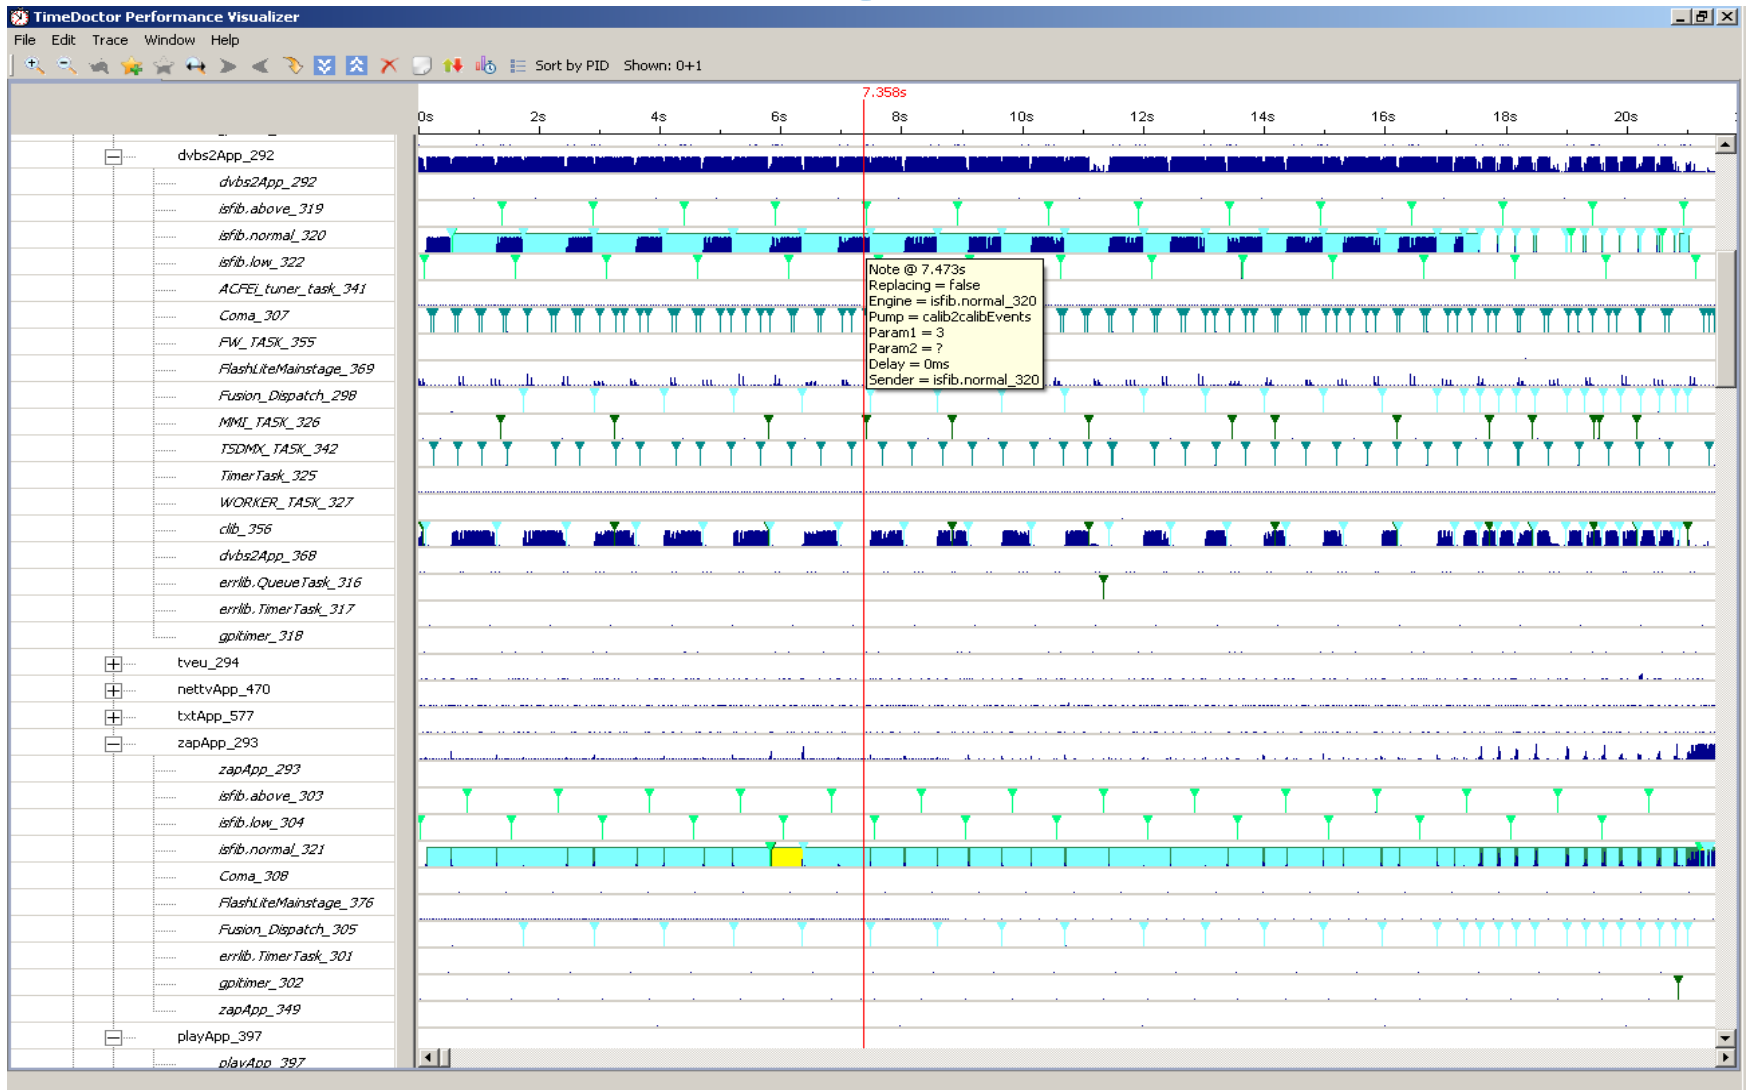 TimeDoctor Performance Visualizer
File Edit Trace Window Help
Sort by PID Shown: 0+1
7.358s
0s 2s 4s 6s 8s 10s 12s 14s 16s 18s 20s
dvbs2App_292
dvbs2App_292
isfib.above_319
isfib.normal_320
isfib.low_322
ACFEi_tuner_task_341
Coma_307
FW_TASK_355
FlashLiteMainstage_369
Fusion_Dispatch_298
MMI_TASK_326
TSDMX_TASK_342
TimerTask_325
WORKER_TASK_327
clib_356
dvbs2App_368
errlib.QueueTask_316
errlib.TimerTask_317
gpitimer_318
tveu_294
nettvApp_470
txtApp_577
zapApp_293
zapApp_293
isfib.above_303
isfib.low_304
isfib.normal_321
Coma_308
FlashLiteMainstage_376
Fusion_Dispatch_305
errlib.TimerTask_301
gpitimer_302
zapApp_349
playApp_397
playApp_397
Note @ 7.473s
Replacing = false
Engine = isfib.normal_320
Pump = calib2calibEvents
Param1 = 3
Param2 = ?
Delay = 0ms
Sender = isfib.normal_320